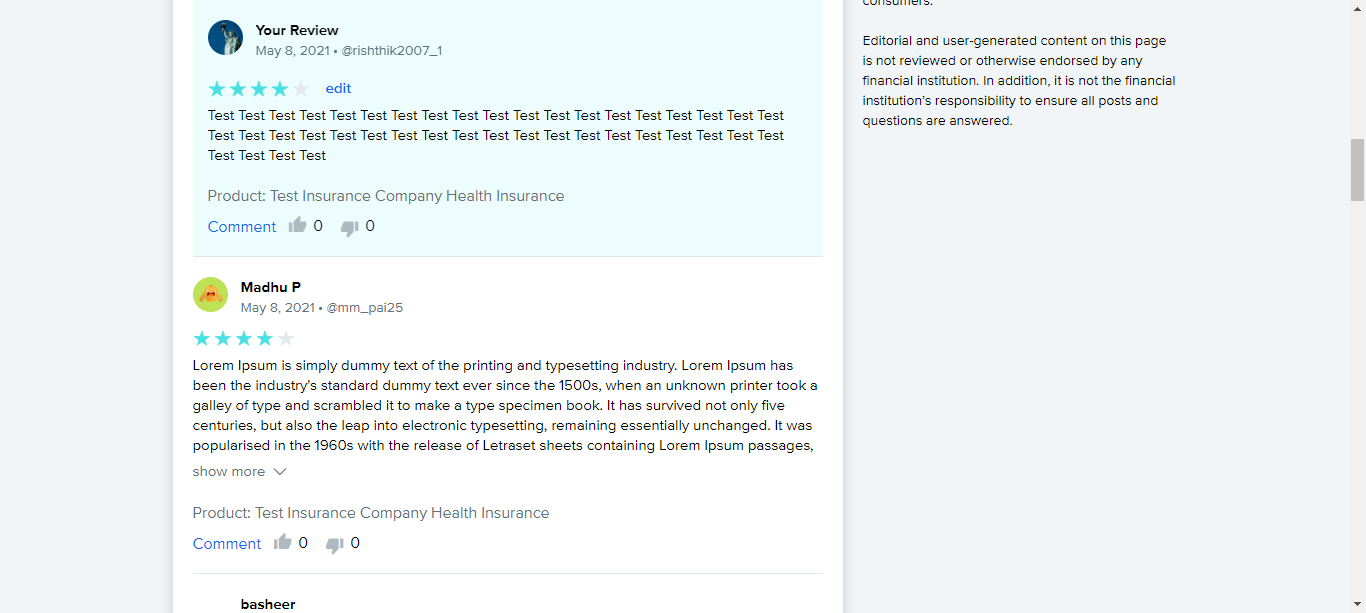 Your Review
May 8, 2021 • @rishthik2007_1
edit
Test Test Test Test Test Test Test Test Test Test Test Test Test Test Test Test Test Test Test
Test Test Test Test Test Test Test Test Test Test Test Test Test Test Test Test Test Test Test
Test Test Test Test
Product: Test Insurance Company Health Insurance
Comment 0 0
Madhu P
May 8, 2021 • @mm_pai25
Lorem Ipsum is simply dummy text of the printing and typesetting industry. Lorem Ipsum has
been the industry's standard dummy text ever since the 1500s, when an unknown printer took a
galley of type and scrambled it to make a type specimen book. It has survived not only five
centuries, but also the leap into electronic typesetting, remaining essentially unchanged. It was
popularised in the 1960s with the release of Letraset sheets containing Lorem Ipsum passages,
show more
Product: Test Insurance Company Health Insurance
Comment 0 0
basheer
consumers.
Editorial and user-generated content on this page
is not reviewed or otherwise endorsed by any
financial institution. In addition, it is not the financial
institution’s responsibility to ensure all posts and
questions are answered.